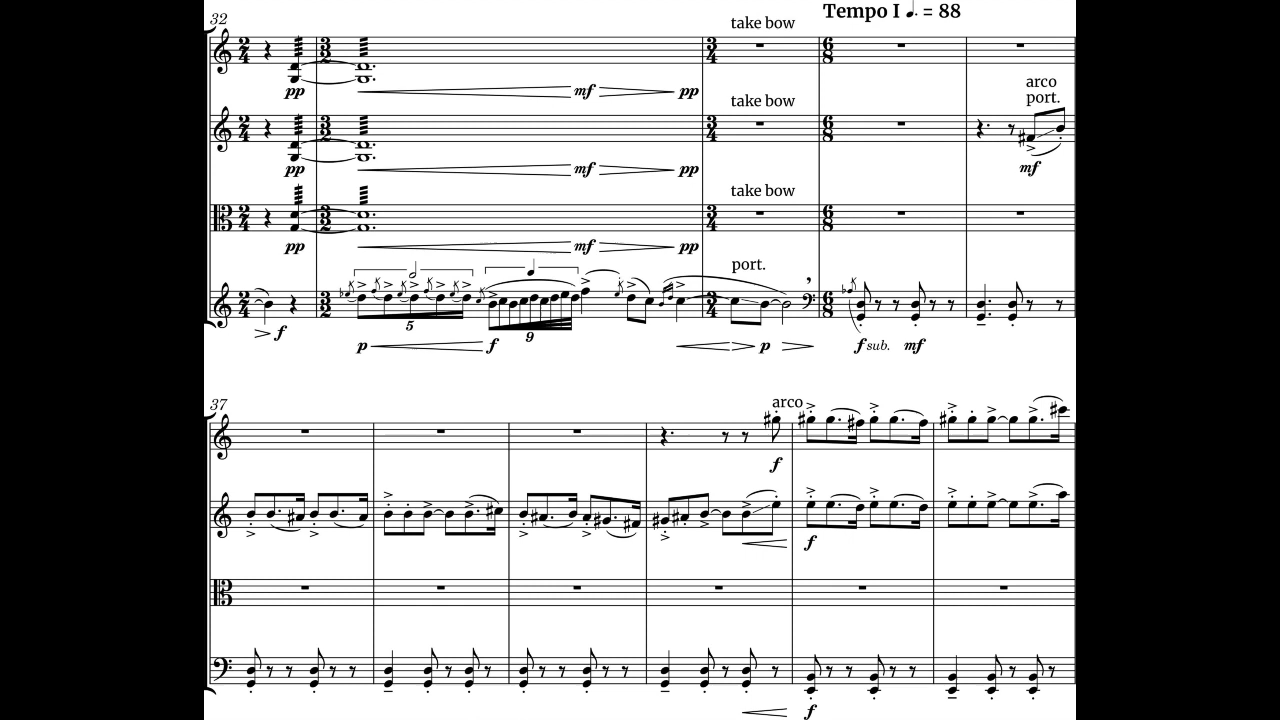 Tempo I ♩. = 88
32
take bow
pp mf pp
take bow
arco
port.
pp mf pp mf
take bow
pp mf pp
port.
5 9
f p f p f sub. mf
37
arco
f
f
f